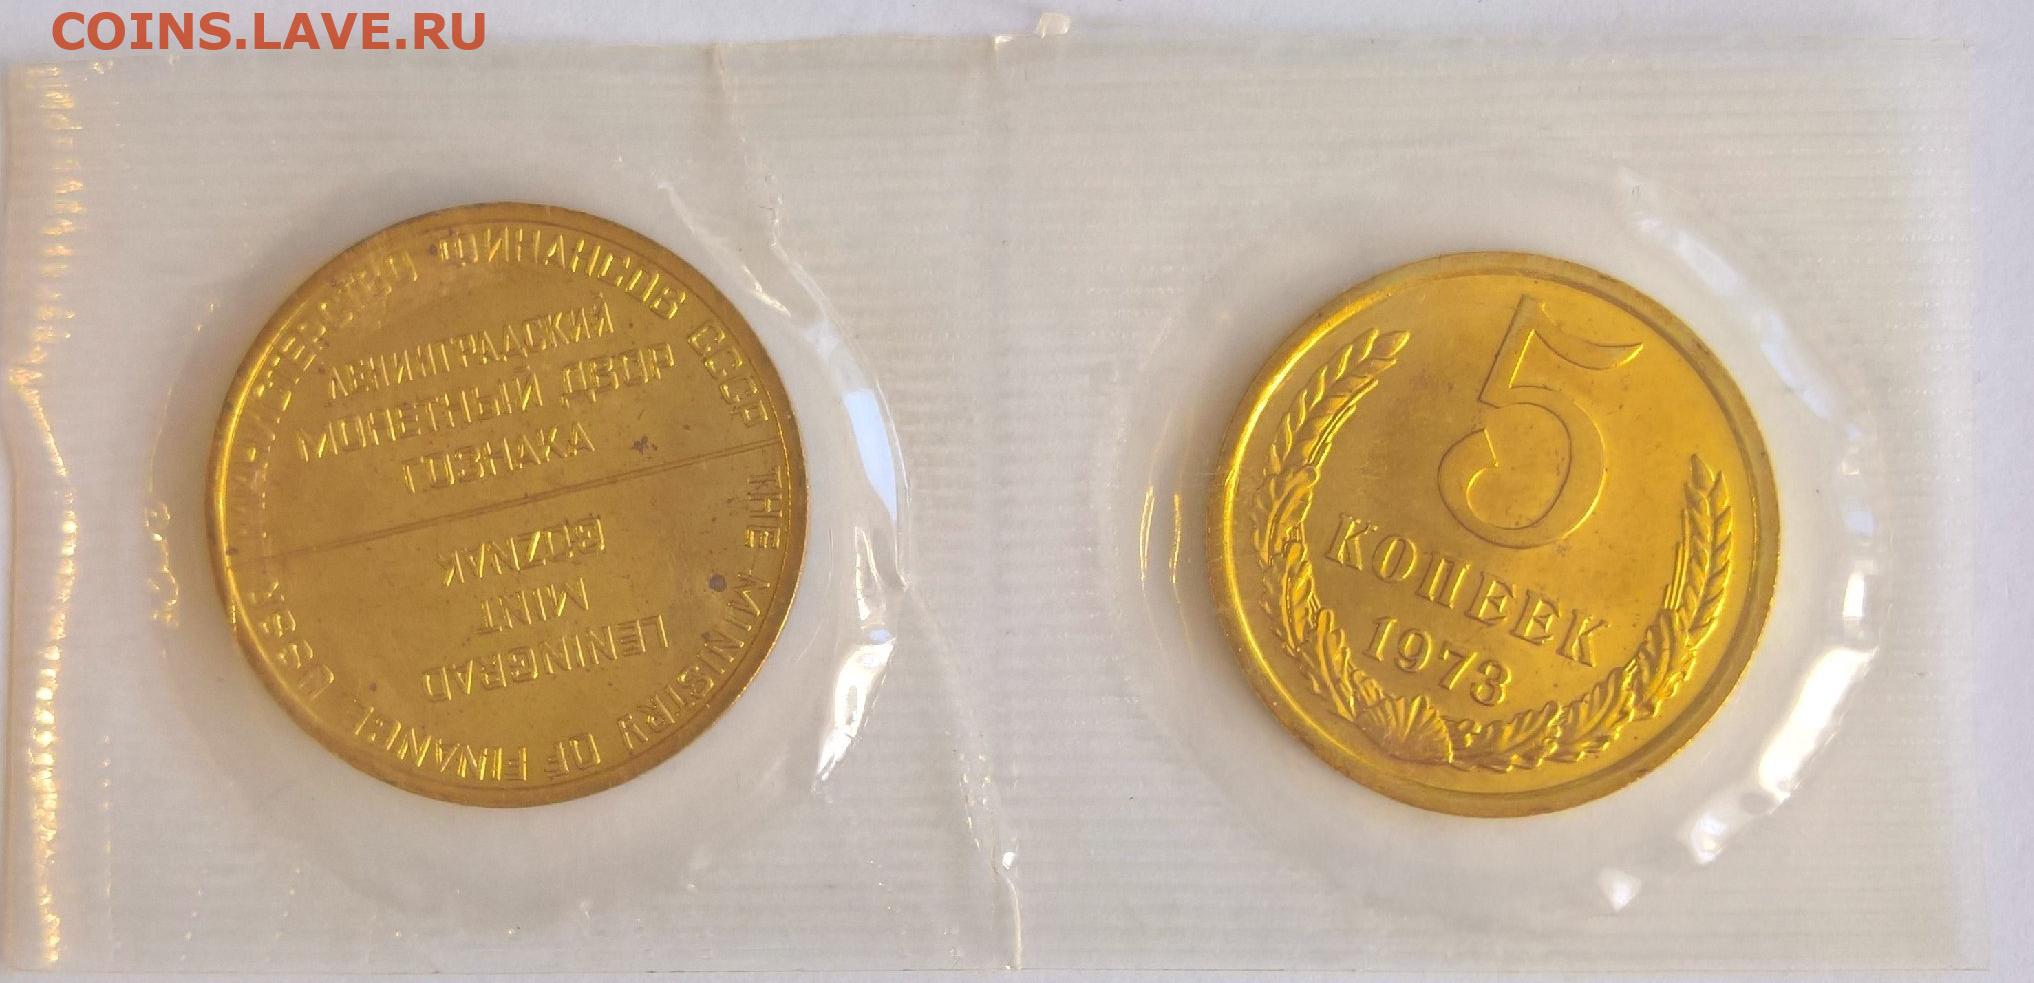 COINS.LAVE.RU
МИНИСТЕРСТВО ФИНАНСОВ СССР
ЛЕНИНГРАДСКИЙ
МОНЕТНЫЙ ДВОР
ГОЗНАКА
THE MINISTRY OF FINANCE USSR
LENINGRAD
MINT
GOZNAK
5
КОПЕЕК
1973